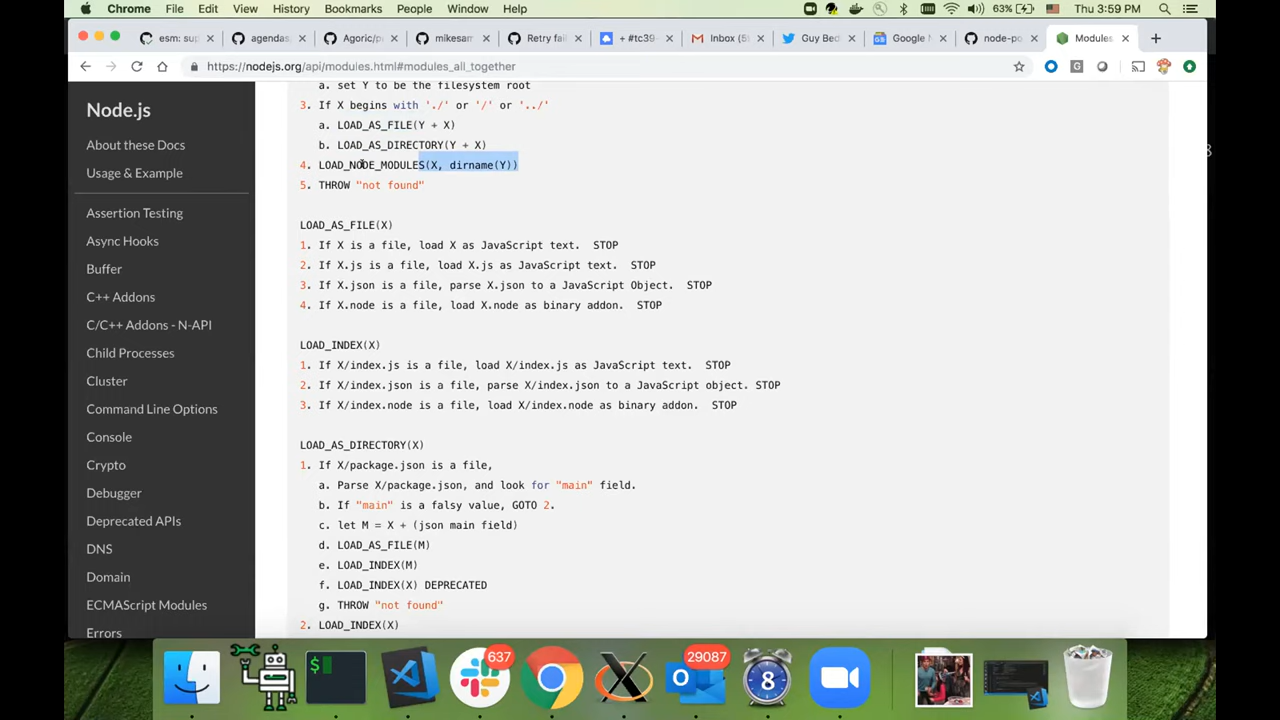 Chrome File Edit View History Bookmarks People Window Help 63% Thu 3:59 PM
esm: sup agendas. Agoric/p mikesam Retry fail + #tc39- Inbox (5 Twitter Guy Bed Google N node-po Modules
https://nodejs.org/api/modules.html#modules_all_together
Node.js
About these Docs
Usage & Example
Assertion Testing
Async Hooks
Buffer
C++ Addons
C/C++ Addons - N-API
Child Processes
Cluster
Command Line Options
Console
Crypto
Debugger
Deprecated APIs
DNS
Domain
ECMAScript Modules
Errors
a. set Y to be the filesystem root
3. If X begins with './' or '/' or '../'
a. LOAD_AS_FILE(Y + X)
b. LOAD_AS_DIRECTORY(Y + X)
4. LOAD_NODE_MODULES(X, dirname(Y))
5. THROW "not found"
LOAD_AS_FILE(X)
1. If X is a file, load X as JavaScript text. STOP
2. If X.js is a file, load X.js as JavaScript text. STOP
3. If X.json is a file, parse X.json to a JavaScript Object. STOP
4. If X.node is a file, load X.node as binary addon. STOP
LOAD_INDEX(X)
1. If X/index.js is a file, load X/index.js as JavaScript text. STOP
2. If X/index.json is a file, parse X/index.json to a JavaScript object. STOP
3. If X/index.node is a file, load X/index.node as binary addon. STOP
LOAD_AS_DIRECTORY(X)
1. If X/package.json is a file,
a. Parse X/package.json, and look for "main" field.
b. If "main" is a falsy value, GOTO 2.
c. let M = X + (json main field)
d. LOAD_AS_FILE(M)
e. LOAD_INDEX(M)
f. LOAD_INDEX(X) DEPRECATED
g. THROW "not found"
2. LOAD_INDEX(X)
637
29087
8
$